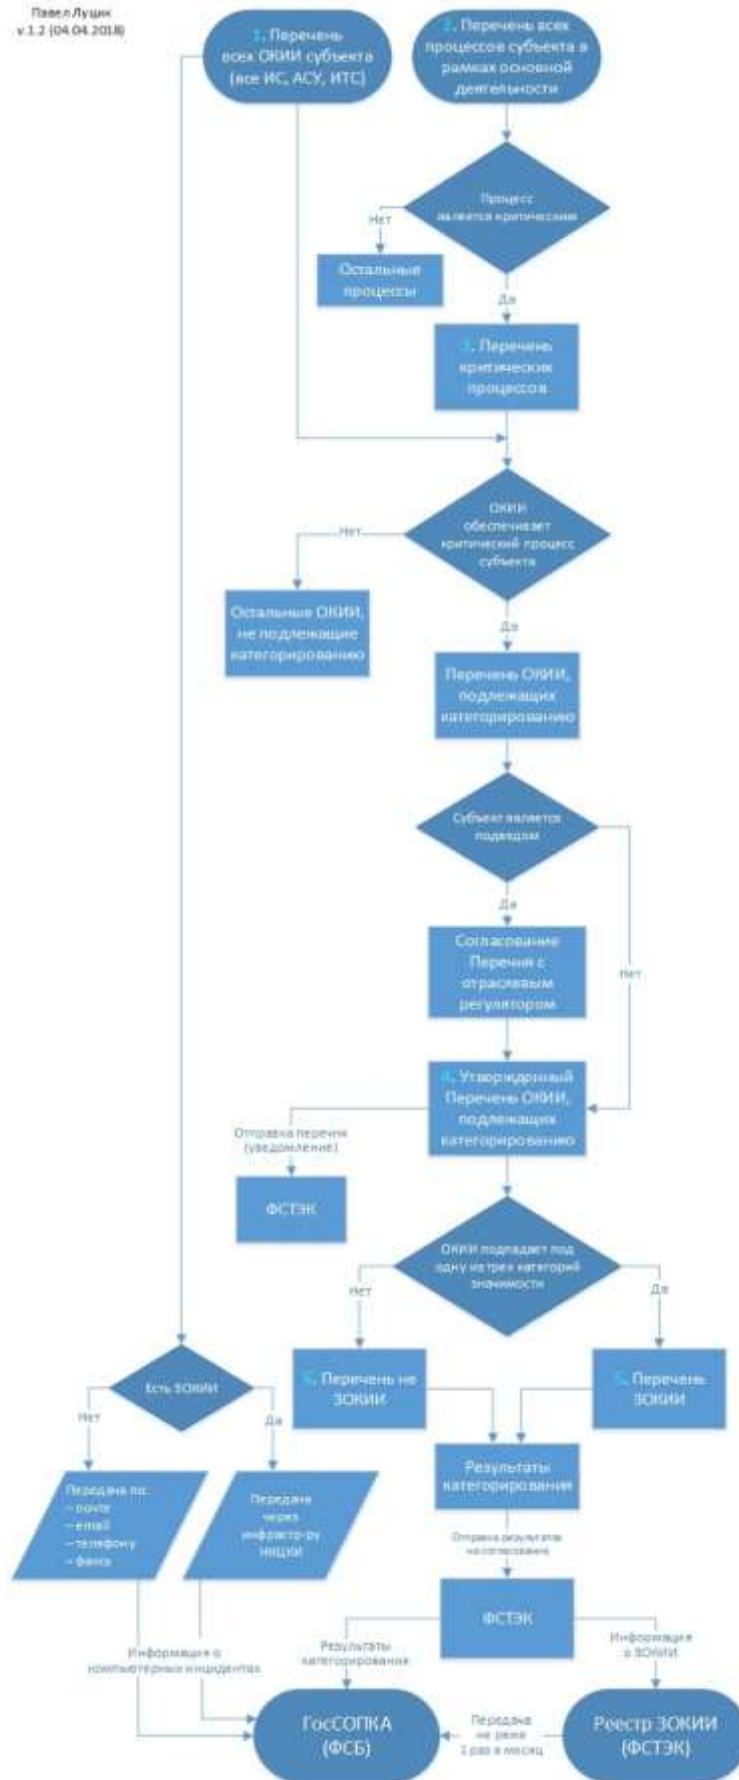 Павел Луцик
v.1.2 (04.04.2018)
1. Перечень
всех ОКИИ субъекта
(все ИС, АСУ, ИТС)
2. Перечень всех
процессов субъекта в
рамках основной
деятельности
Процесс
является критическим
Нет
Остальные
процессы
Да
3. Перечень
критических
процессов
ОКИИ
обеспечивает
критический процесс
субъекта
Нет
Остальные ОКИИ,
не подлежащие
категорированию
Да
Перечень ОКИИ,
подлежащих
категорированию
Субъект является
подведом
Да
Согласование
Перечня с
отраслевым
регулятором
Нет
4. Утвержденный
Перечень ОКИИ,
подлежащих
категорированию
Отправка перечня
(уведомление)
ФСТЭК
ОКИИ подпадает под
одну из трех категорий
значимости
Нет
Да
Перечень не
ЗОКИИ
Перечень
ЗОКИИ
Есть ЗОКИИ
Нет
Да
Результаты
категорирования
Передача по:
– почте
– email
– телефону
– факсу
Передача
через
инфрастр-ру
НКЦКИ
Отправка результатов
на согласование
ФСТЭК
Информация о
компьютерных инцидентах
Результаты
категорирования
Информация
о ЗОКИИ
ГосСОПКА
(ФСБ)
Передача
не реже
1 раз в месяц
Реестр ЗОКИИ
(ФСТЭК)